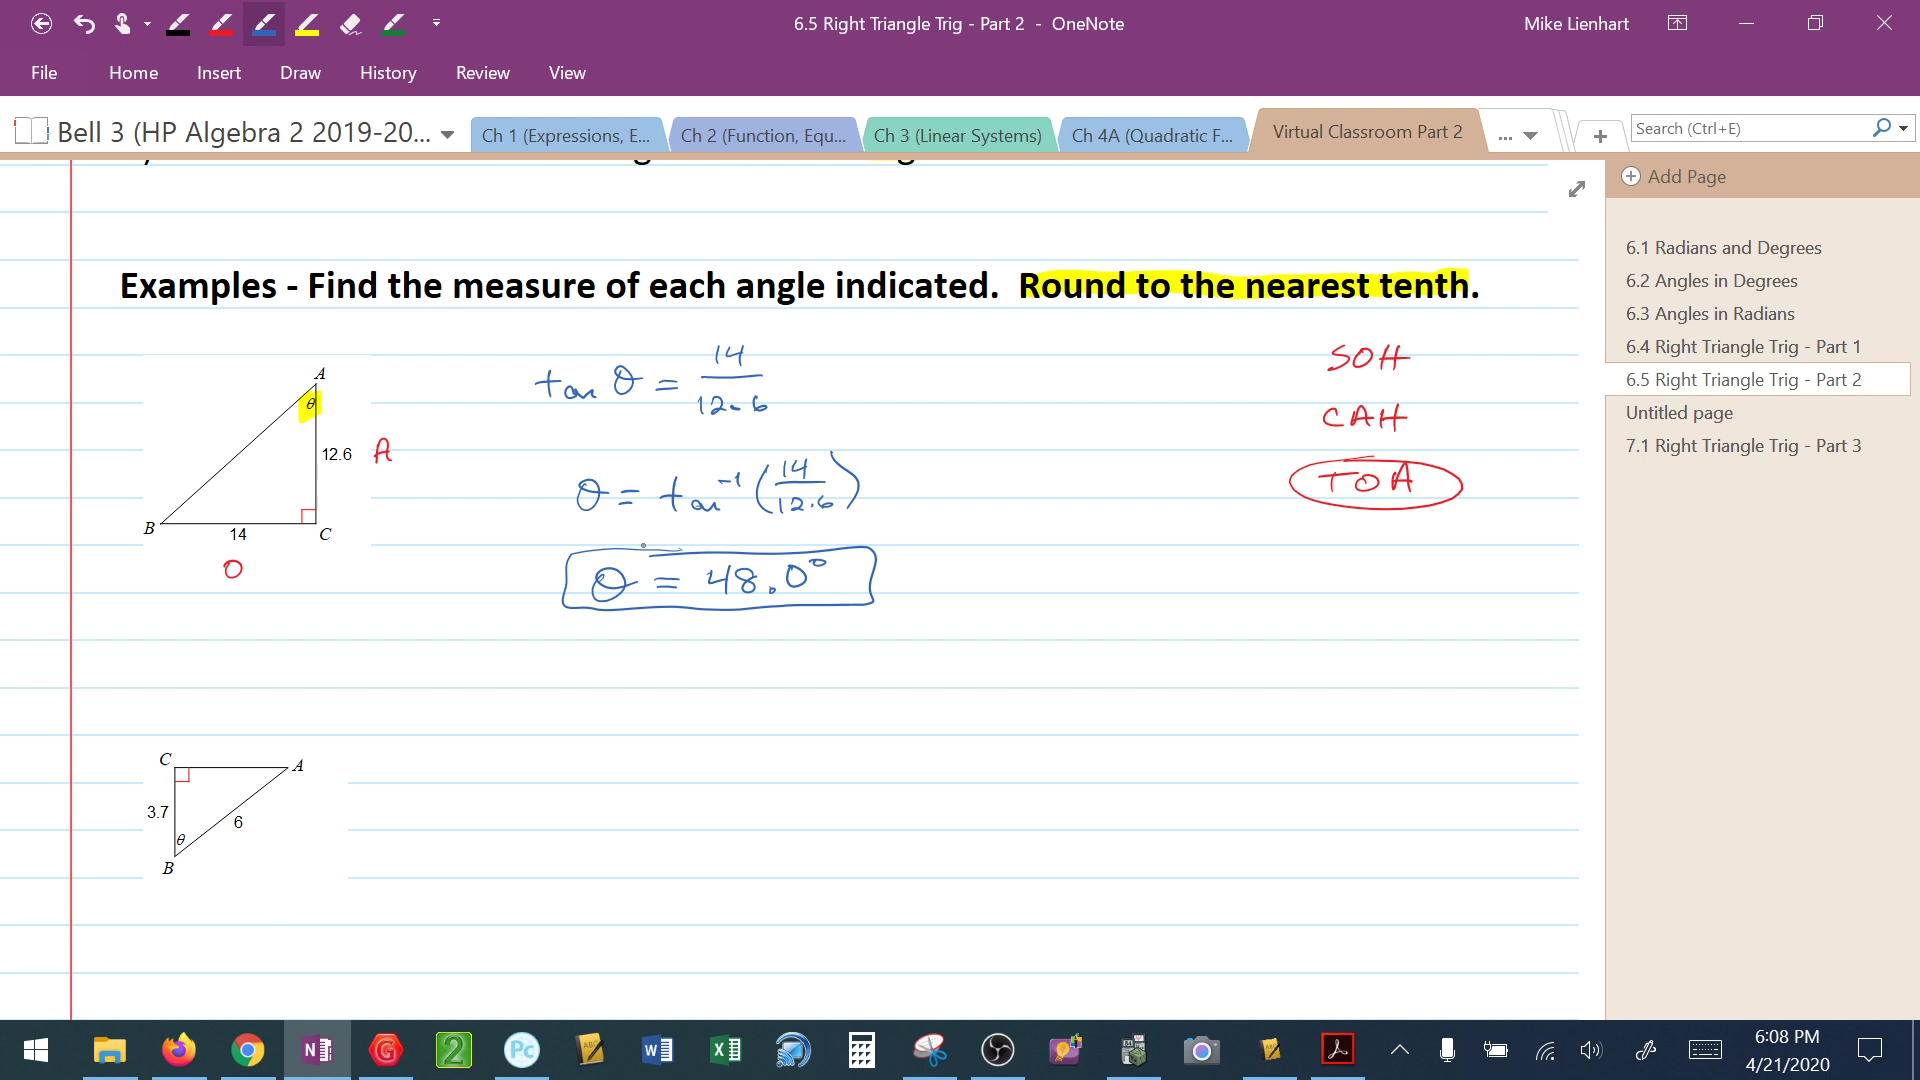 6.5 Right Triangle Trig - Part 2 - OneNote
Mike Lienhart
File Home Insert Draw History Review View
Bell 3 (HP Algebra 2 2019-20...
Ch 1 (Expressions, E...
Ch 2 (Function, Equ...
Ch 3 (Linear Systems)
Ch 4A (Quadratic F...
Virtual Classroom Part 2
...
Search (Ctrl+E)
Add Page
6.1 Radians and Degrees
6.2 Angles in Degrees
6.3 Angles in Radians
6.4 Right Triangle Trig - Part 1
6.5 Right Triangle Trig - Part 2
Untitled page
7.1 Right Triangle Trig - Part 3
Examples - Find the measure of each angle indicated. Round to the nearest tenth.
A
θ
12.6 A
B
14
C
O
tan θ = 14/12.6
θ = tan⁻¹(14/12.6)
θ = 48.0°
SOH
CAH
TOA
C
A
3.7
6
θ
B
6:08 PM
4/21/2020